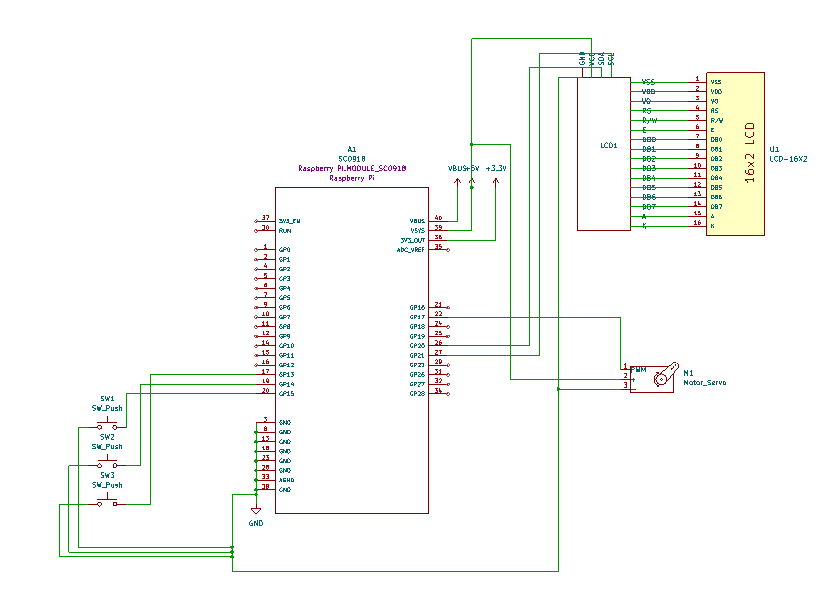 GND
VCC
SDA
SCL
VSS
VDD
VO
RS
R/W
E
DB0
DB1
DB2
DB3
DB4
DB5
DB6
DB7
A
K
1
2
3
4
5
6
7
8
9
10
11
12
13
14
15
16
VSS
VDD
VO
RS
R/W
E
DB0
DB1
DB2
DB3
DB4
DB5
DB6
DB7
A
K
16x2 LCD
U1
LCD-16X2
LCD1
A1
SC0918
Raspberry PI.MODULE_SC0918
Raspberry Pi
VBUS
+5V
+3.3V
37 3V3_EN
30 RUN
1 GP0
2 GP1
4 GP2
5 GP3
6 GP4
7 GP5
9 GP6
10 GP7
11 GP8
12 GP9
14 GP10
15 GP11
16 GP12
17 GP13
19 GP14
20 GP15
3 GND
8 GND
13 GND
18 GND
23 GND
28 GND
33 AGND
38 GND
VBUS 40
VSYS 39
3V3_OUT 36
ADC_VREF 35
GP16 21
GP17 22
GP18 24
GP19 25
GP20 26
GP21 27
GP22 29
GP26 31
GP27 32
GP28 34
1 PWM
2 +
3 -
M1
Motor_Servo
SW1
SW_Push
SW2
SW_Push
SW3
SW_Push
GND